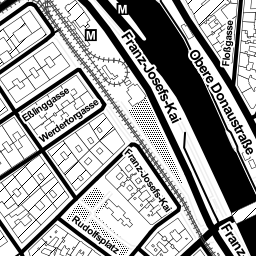 M
M
Franz-Josefs-Kai
Obere Donaustraße
Floßgasse
Eßlinggasse
Werdertorgasse
Franz-Josefs-Kai
Rudolfsplatz
Franz